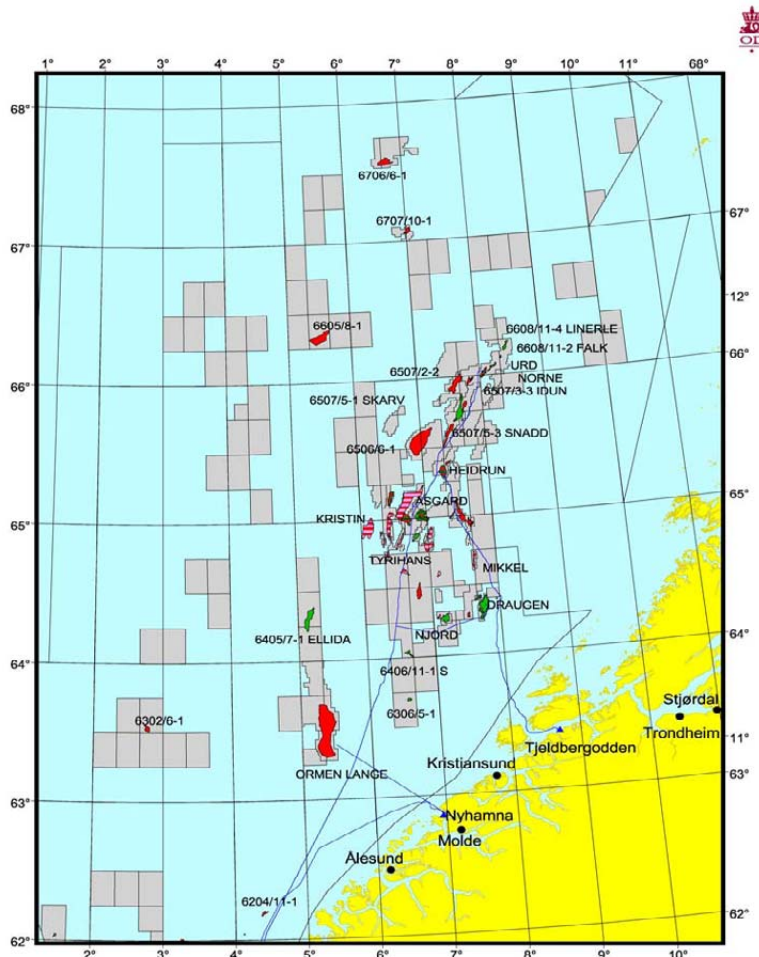 OD
1° 2° 3° 4° 5° 6° 7° 8° 9° 10° 11° 68°
68°
6706/6-1
67°
6707/10-1
67°
12°
6605/8-1
6608/11-4 LINERLE
6608/11-2 FALK
66°
6507/2-2
URD
NORNE
66°
6507/5-1 SKARV
6507/3-3 IDUN
6507/5-3 SNADD
6506/6-1
HEIDRUN
65°
ÅSGARD
65°
KRISTIN
TYRIHANS
MIKKEL
DRAUGEN
NJORD
6405/7-1 ELLIDA
64°
64°
6406/11-1 S
6306/5-1
Stjørdal
6302/6-1
Trondheim
11°
Tjeldbergodden
Kristiansund
ORMEN LANGE
63°
63°
Nyhamna
Molde
Ålesund
6204/11-1
62°
62°
2° 3° 4° 5° 6° 7° 8° 9° 10°